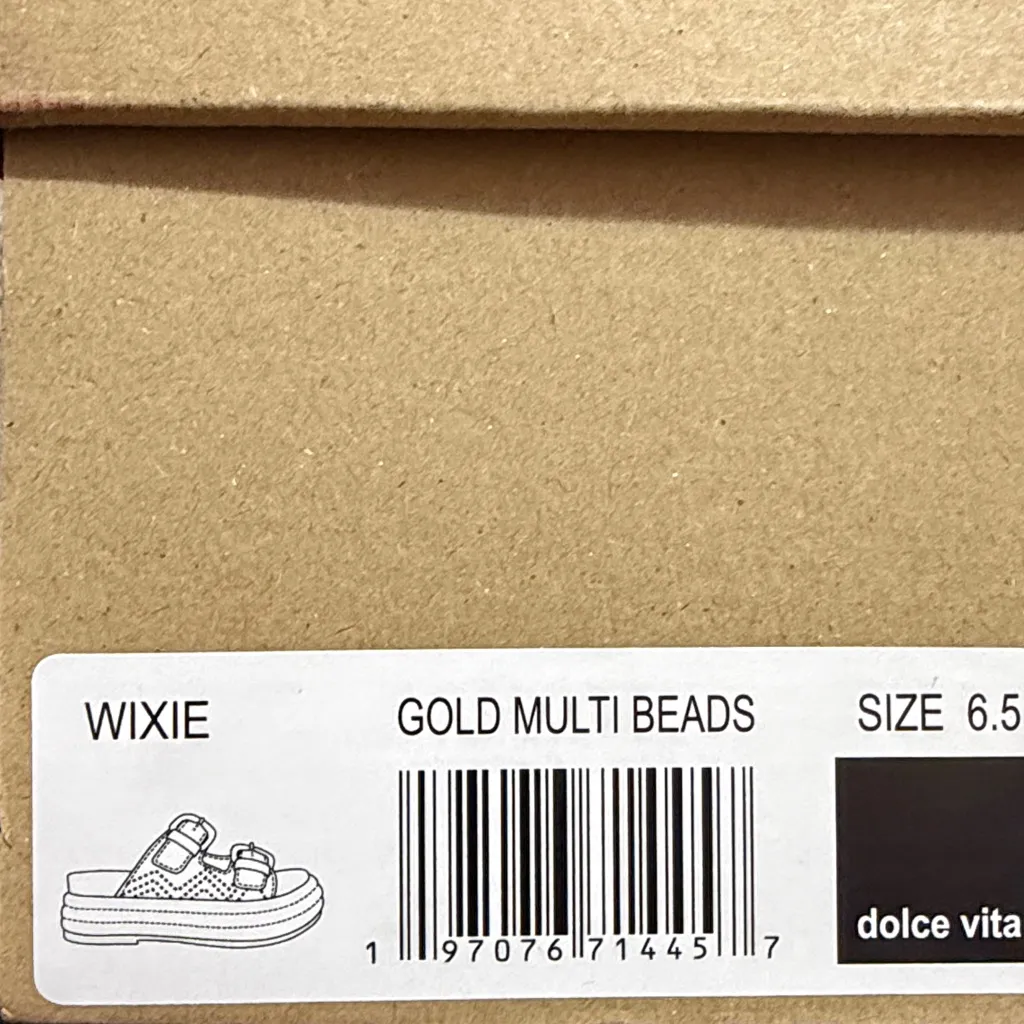 WIXIE
GOLD MULTI BEADS
SIZE 6.5
1 97076 71445 7
dolce vita